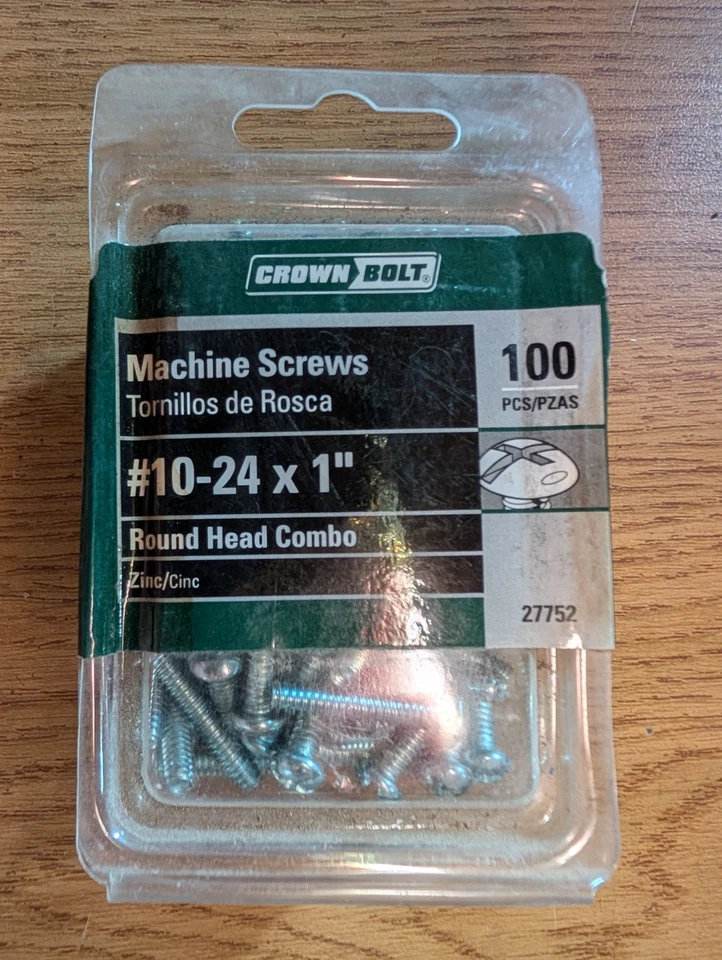 CROWN BOLT®
Machine Screws
Tornillos de Rosca
100
PCS/PZAS
#10-24 x 1"
Round Head Combo
Zinc/Cinc
27752